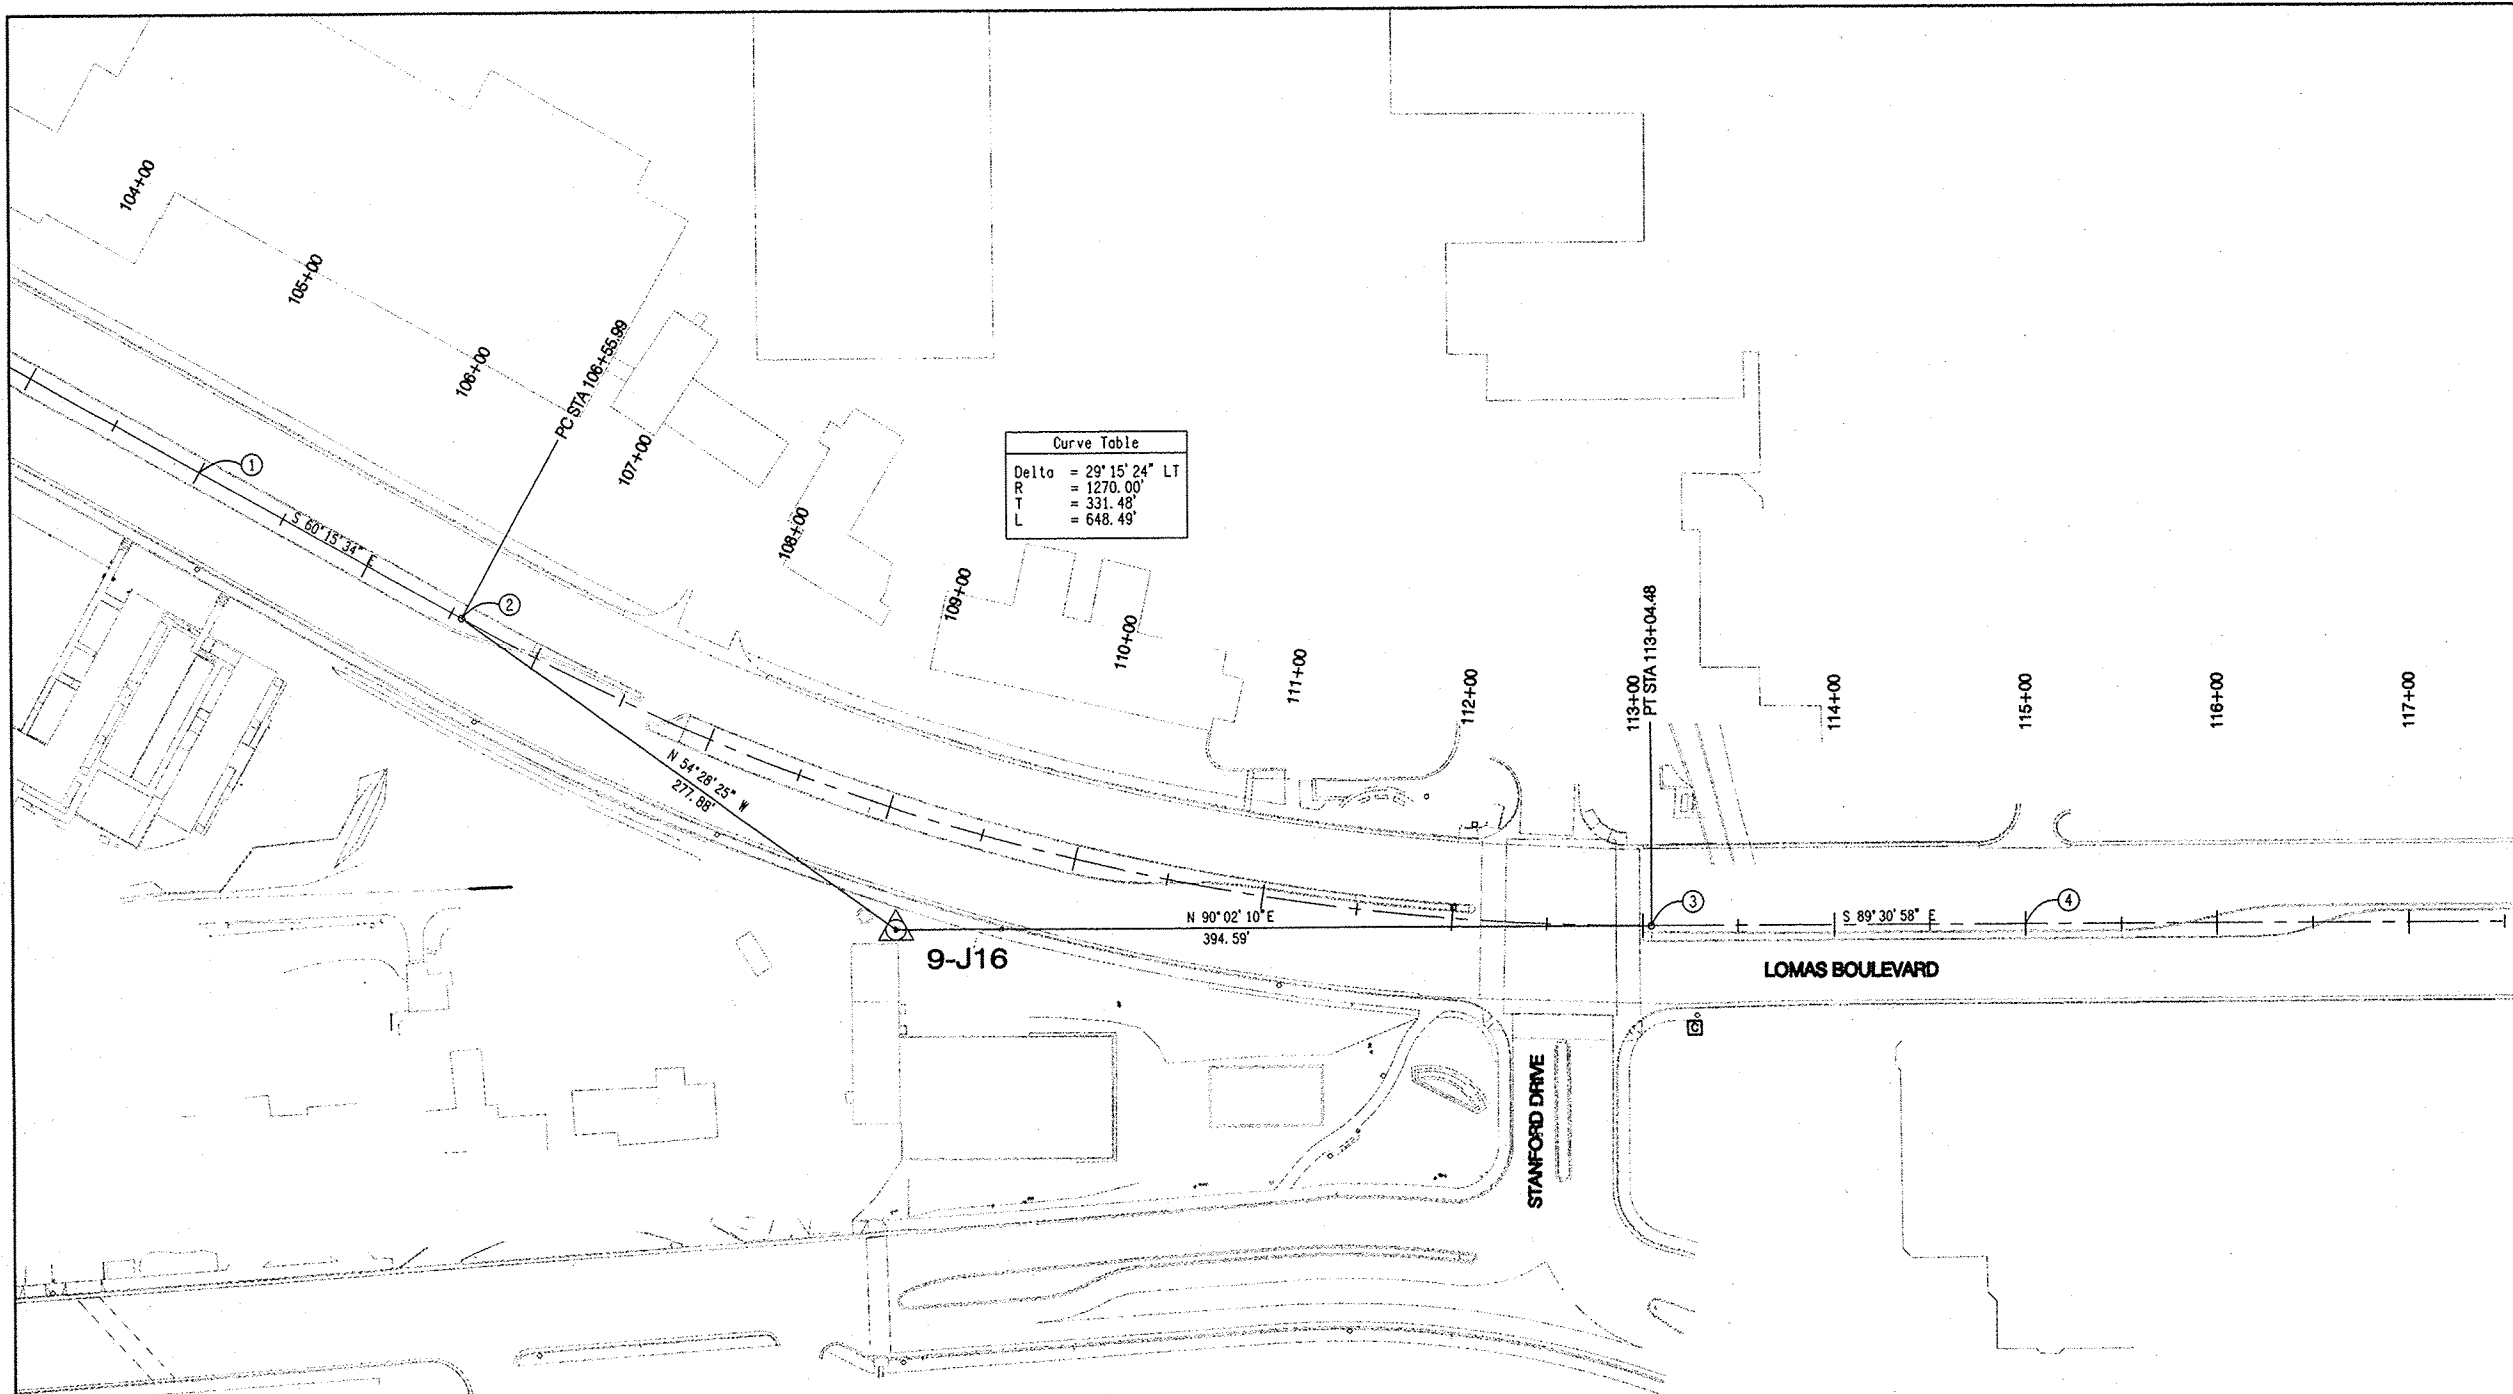 104+00
105+00
106+00
PC STA 106+55.99
107+00
108+00
109+00
110+00
111+00
112+00
113+00
PT STA 113+04.48
114+00
115+00
116+00
117+00
Curve Table
Delta = 29° 15' 24" LT
R = 1270.00'
T = 331.48'
L = 648.49'
1
S 60° 15' 34" E
2
N 54° 28' 25" W
277.88'
9-J16
N 90° 02' 10" E
394.59'
3
S 89° 30' 58" E
4
LOMAS BOULEVARD
C
STANFORD DRIVE